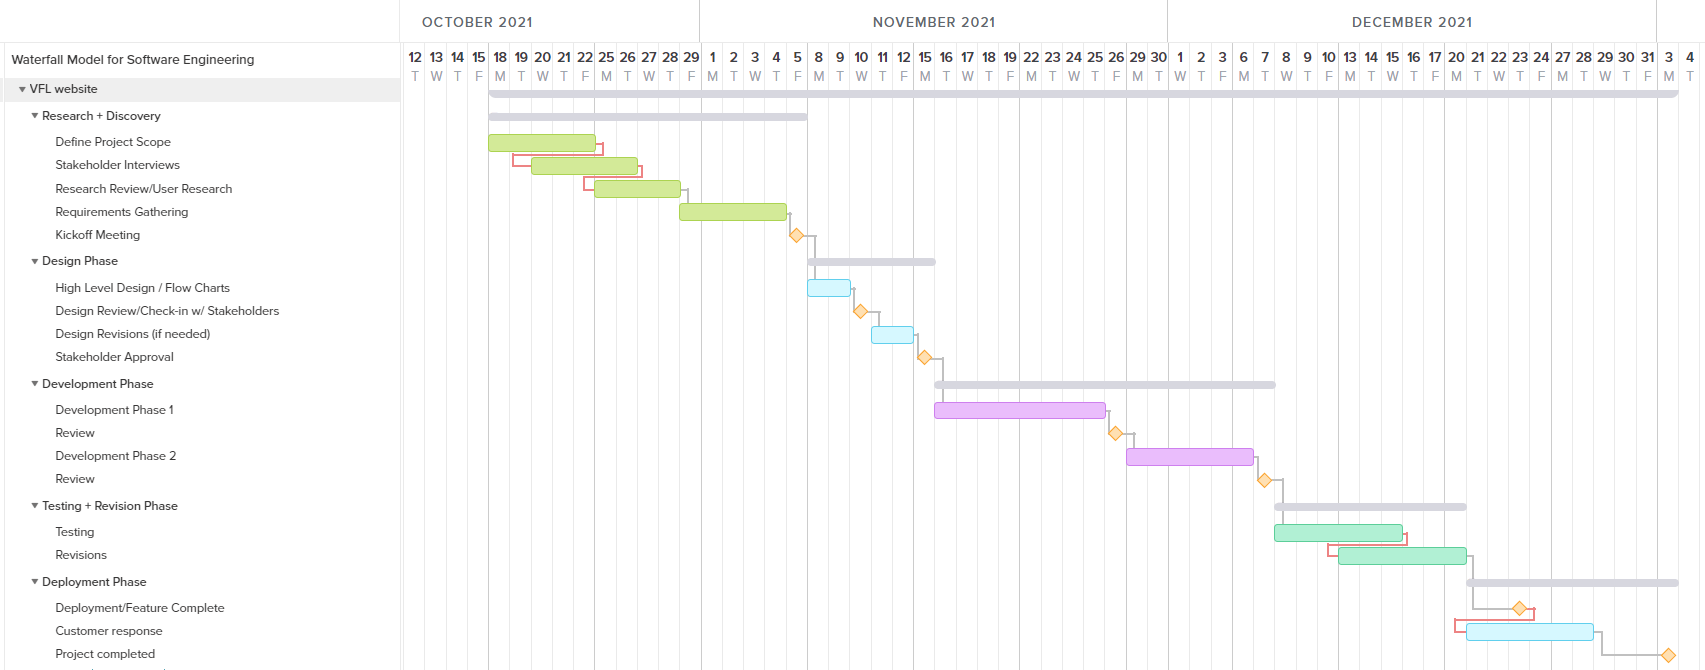 OCTOBER 2021 NOVEMBER 2021 DECEMBER 2021
Waterfall Model for Software Engineering 12 13 14 15 18 19 20 21 22 25 26 27 28 29 1 2 3 4 5 8 9 10 11 12 15 16 17 18 19 22 23 24 25 26 29 30 1 2 3 6 7 8 9 10 13 14 15 16 17 20 21 22 23 24 27 28 29 30 31 3 4
T W T F M T W T F M T W T F M T W T F M T W T F M T W T F M T W T F M T W T F M T W T F M T W T F M T W T F M T W T F M T
VFL website
Research + Discovery
Define Project Scope
Stakeholder Interviews
Research Review/User Research
Requirements Gathering
Kickoff Meeting
Design Phase
High Level Design / Flow Charts
Design Review/Check-in w/ Stakeholders
Design Revisions (if needed)
Stakeholder Approval
Development Phase
Development Phase 1
Review
Development Phase 2
Review
Testing + Revision Phase
Testing
Revisions
Deployment Phase
Deployment/Feature Complete
Customer response
Project completed